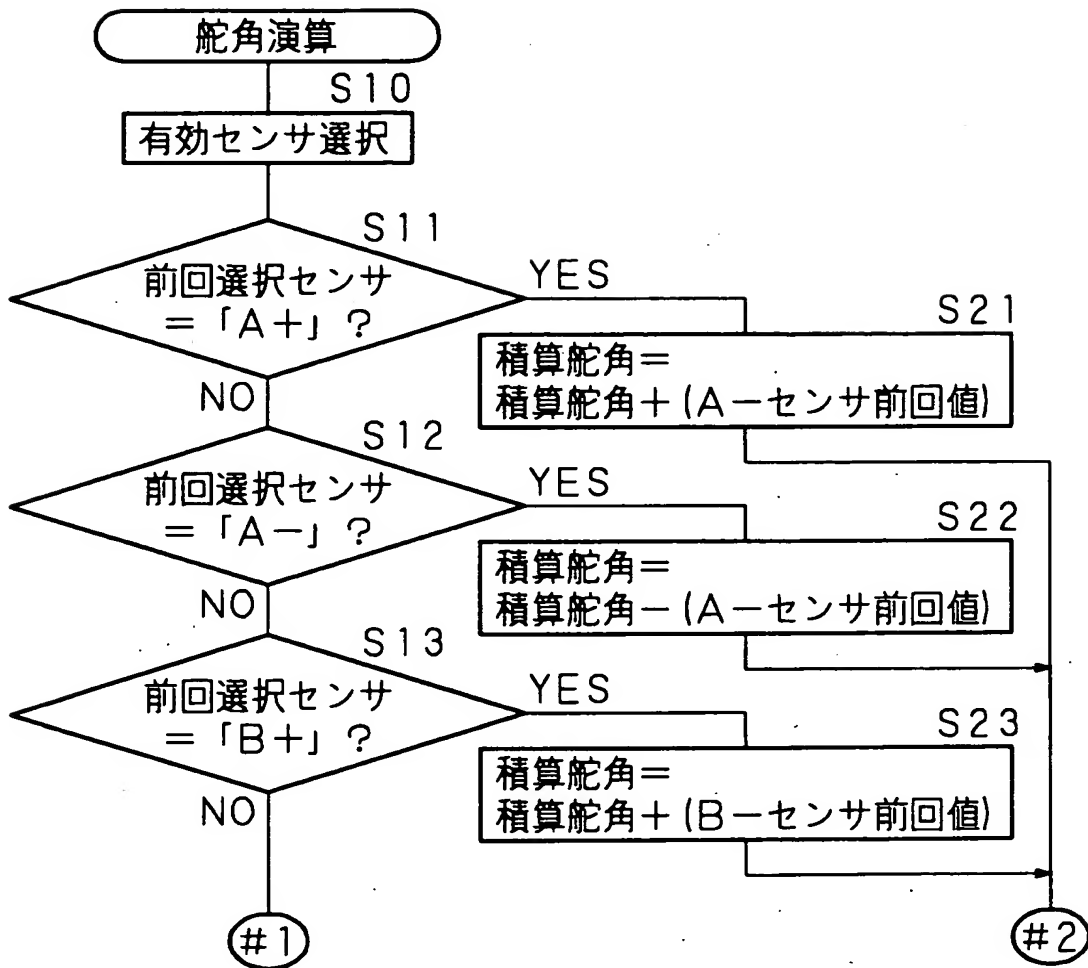 舵角演算
S10
有効センサ選択
S11
前回選択センサ
=「A+」?
YES
NO
S21
積算舵角=
積算舵角+(A-センサ前回値)
S12
前回選択センサ
=「A-」?
YES
NO
S22
積算舵角=
積算舵角-(A-センサ前回値)
S13
前回選択センサ
=「B+」?
YES
NO
S23
積算舵角=
積算舵角+(B-センサ前回値)
#1
#2